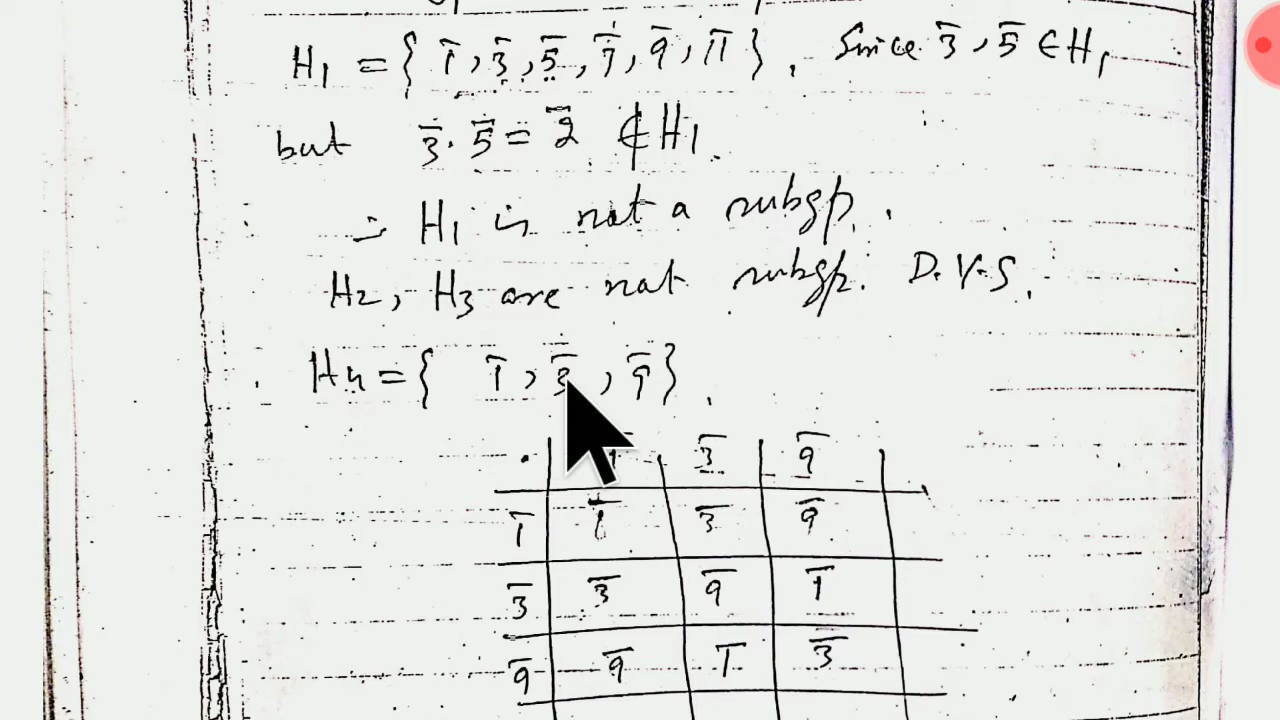 H₁ = { 1̅, 3̅, 5̅, 7̅, 9̅, 1̅1̅ }. Since 3̅, 5̅ ∈ H₁
but 3̅ . 5̅ = 2̅ ∉ H₁.
∴ H₁ is not a subgp.
H₂, H₃ are not subgp. D.Y.S.
H₄ = { 1̅, 3̅, 9̅ }.
. 3̅ 9̅
1̅ 1̅ 3̅ 9̅
3̅ 3̅ 9̅ 1̅
9̅ 9̅ 1̅ 3̅